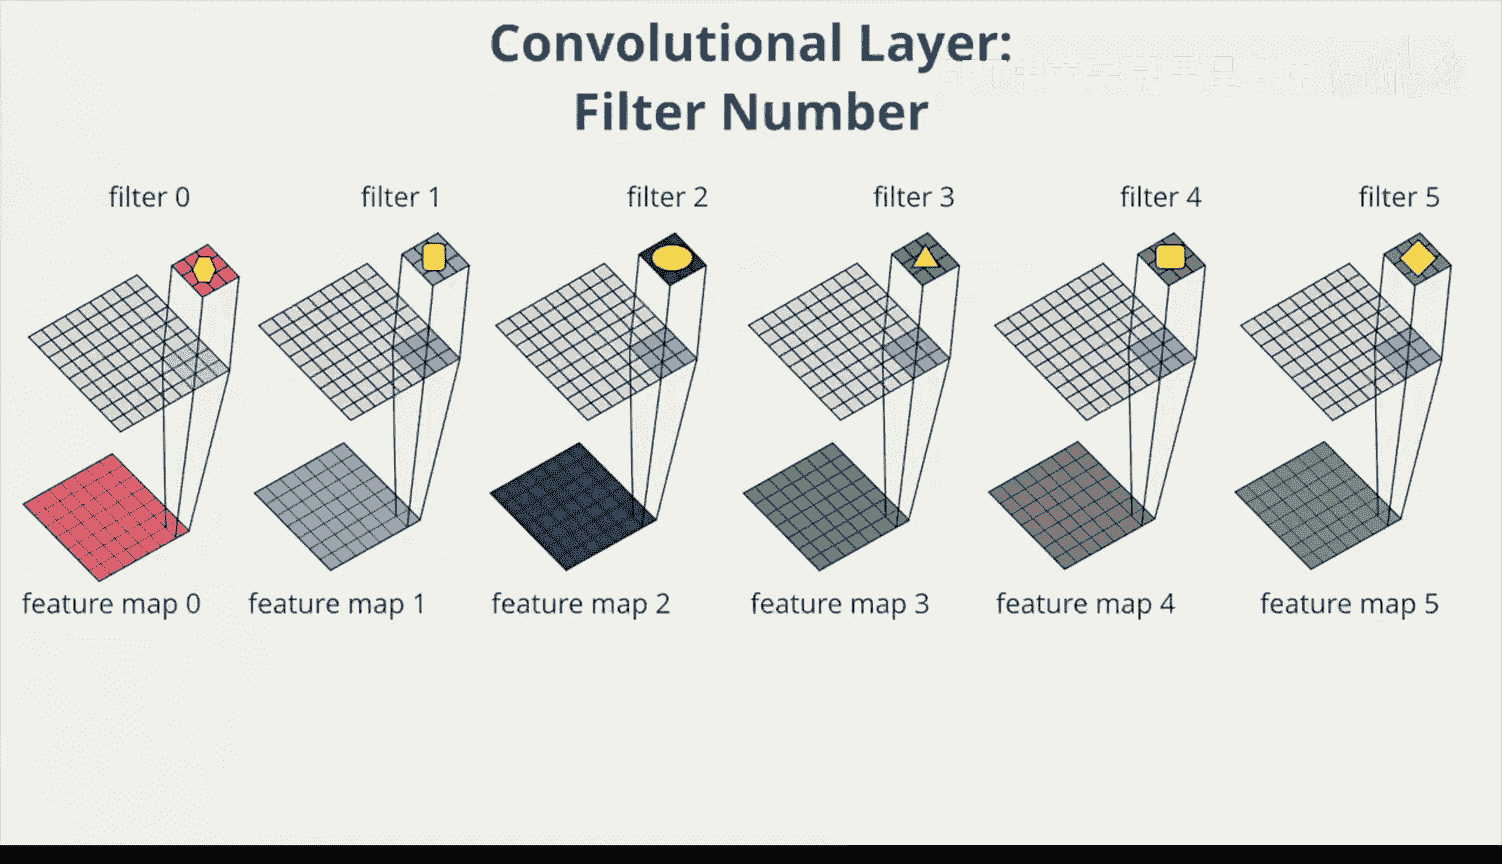 Convolutional Layer:
Filter Number
filter 0
filter 1
filter 2
filter 3
filter 4
filter 5
feature map 0
feature map 1
feature map 2
feature map 3
feature map 4
feature map 5